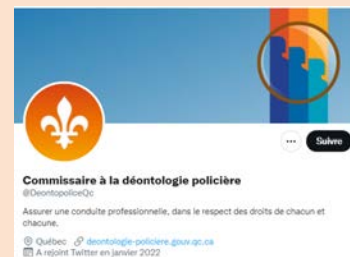 Suivre
Commissaire à la déontologie policière
@DeontopoliceQc
Assurer une conduite professionnelle, dans le respect des droits de chacun et
chacune.
Québec deontologie-policiere.gouv.qc.ca
A rejoint Twitter en janvier 2022